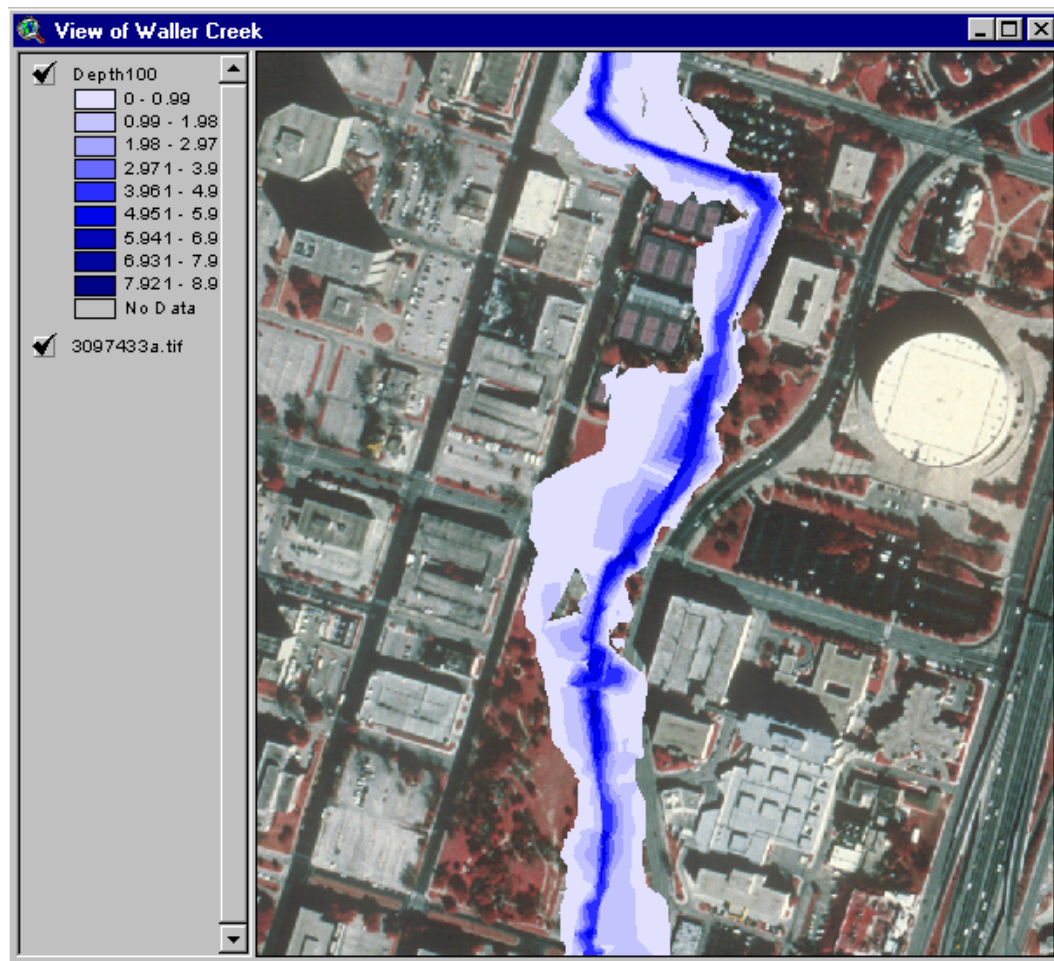 View of Waller Creek
Depth100
0 - 0.99
0.99 - 1.98
1.98 - 2.97
2.971 - 3.9
3.961 - 4.9
4.951 - 5.9
5.941 - 6.9
6.931 - 7.9
7.921 - 8.9
No Data
3097433a.tif